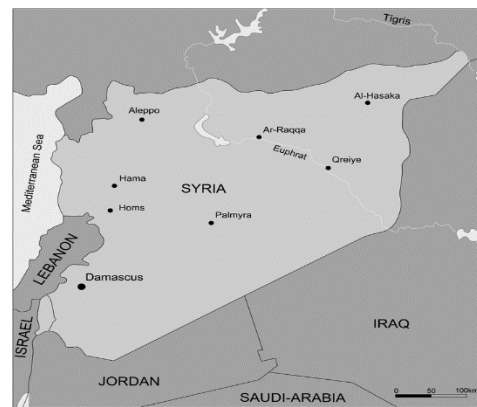 Tigris
Al-Hasaka
Aleppo
Ar-Raqqa
Euphrat
Qreiye
Mediterranean Sea
Hama
SYRIA
Homs
Palmyra
LEBANON
Damascus
ISRAEL
IRAQ
JORDAN
0 50 100km
SAUDI-ARABIA